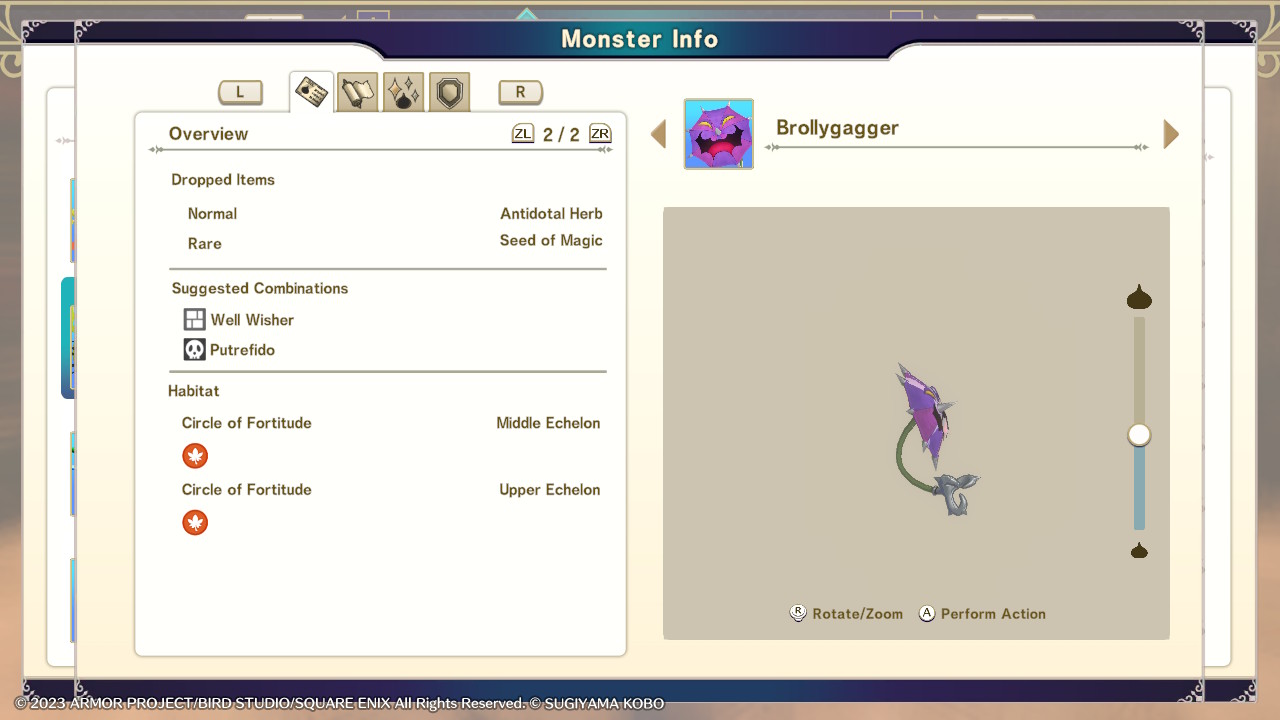 Monster Info
L
R
Overview
ZL 2 / 2 ZR
Brollygagger
Dropped Items
Normal Antidotal Herb
Rare Seed of Magic
Suggested Combinations
Well Wisher
Putrefido
Habitat
Circle of Fortitude Middle Echelon
Circle of Fortitude Upper Echelon
R Rotate/Zoom A Perform Action
© 2023 ARMOR PROJECT/BIRD STUDIO/SQUARE ENIX All Rights Reserved. © SUGIYAMA KOBO